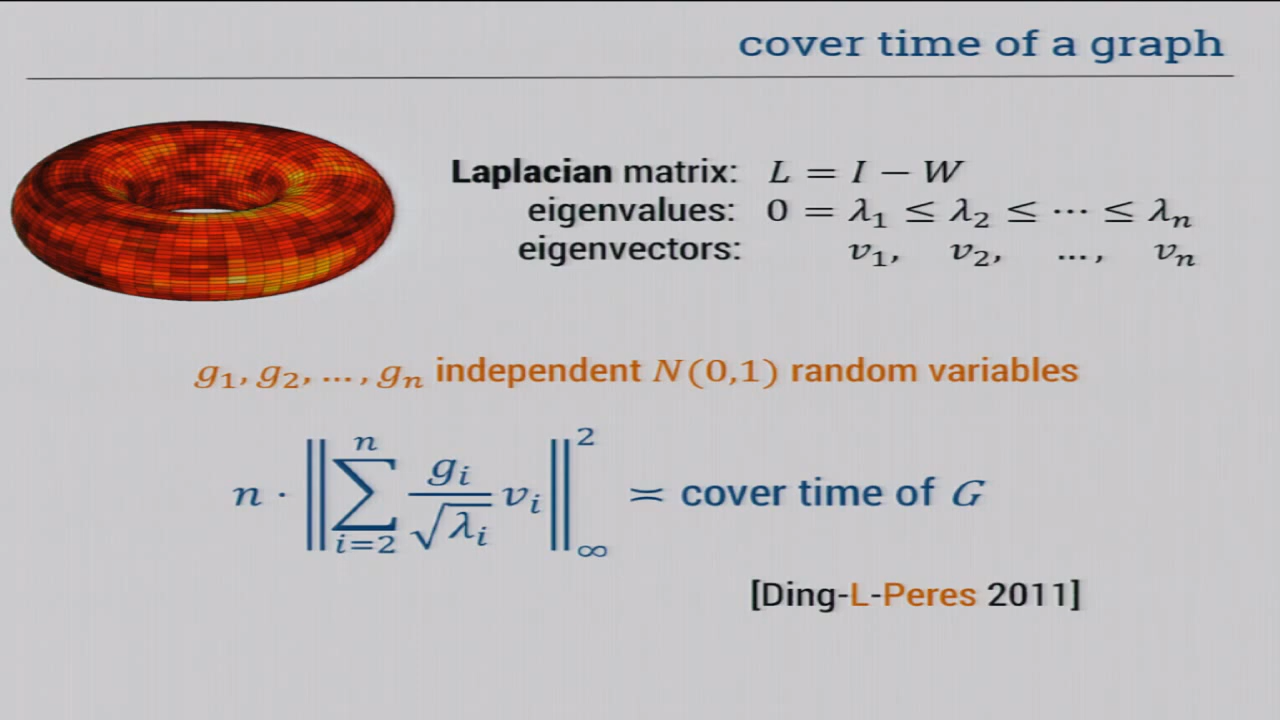 cover time of a graph
Laplacian matrix: L = I − W
eigenvalues: 0 = λ₁ ≤ λ₂ ≤ ⋯ ≤ λₙ
eigenvectors: v₁, v₂, …, vₙ
g₁, g₂, …, gₙ independent N(0,1) random variables
n · ‖∑ᵢ₌₂ⁿ gᵢ/√λᵢ vᵢ‖²_∞ ≍ cover time of G
[Ding-L-Peres 2011]